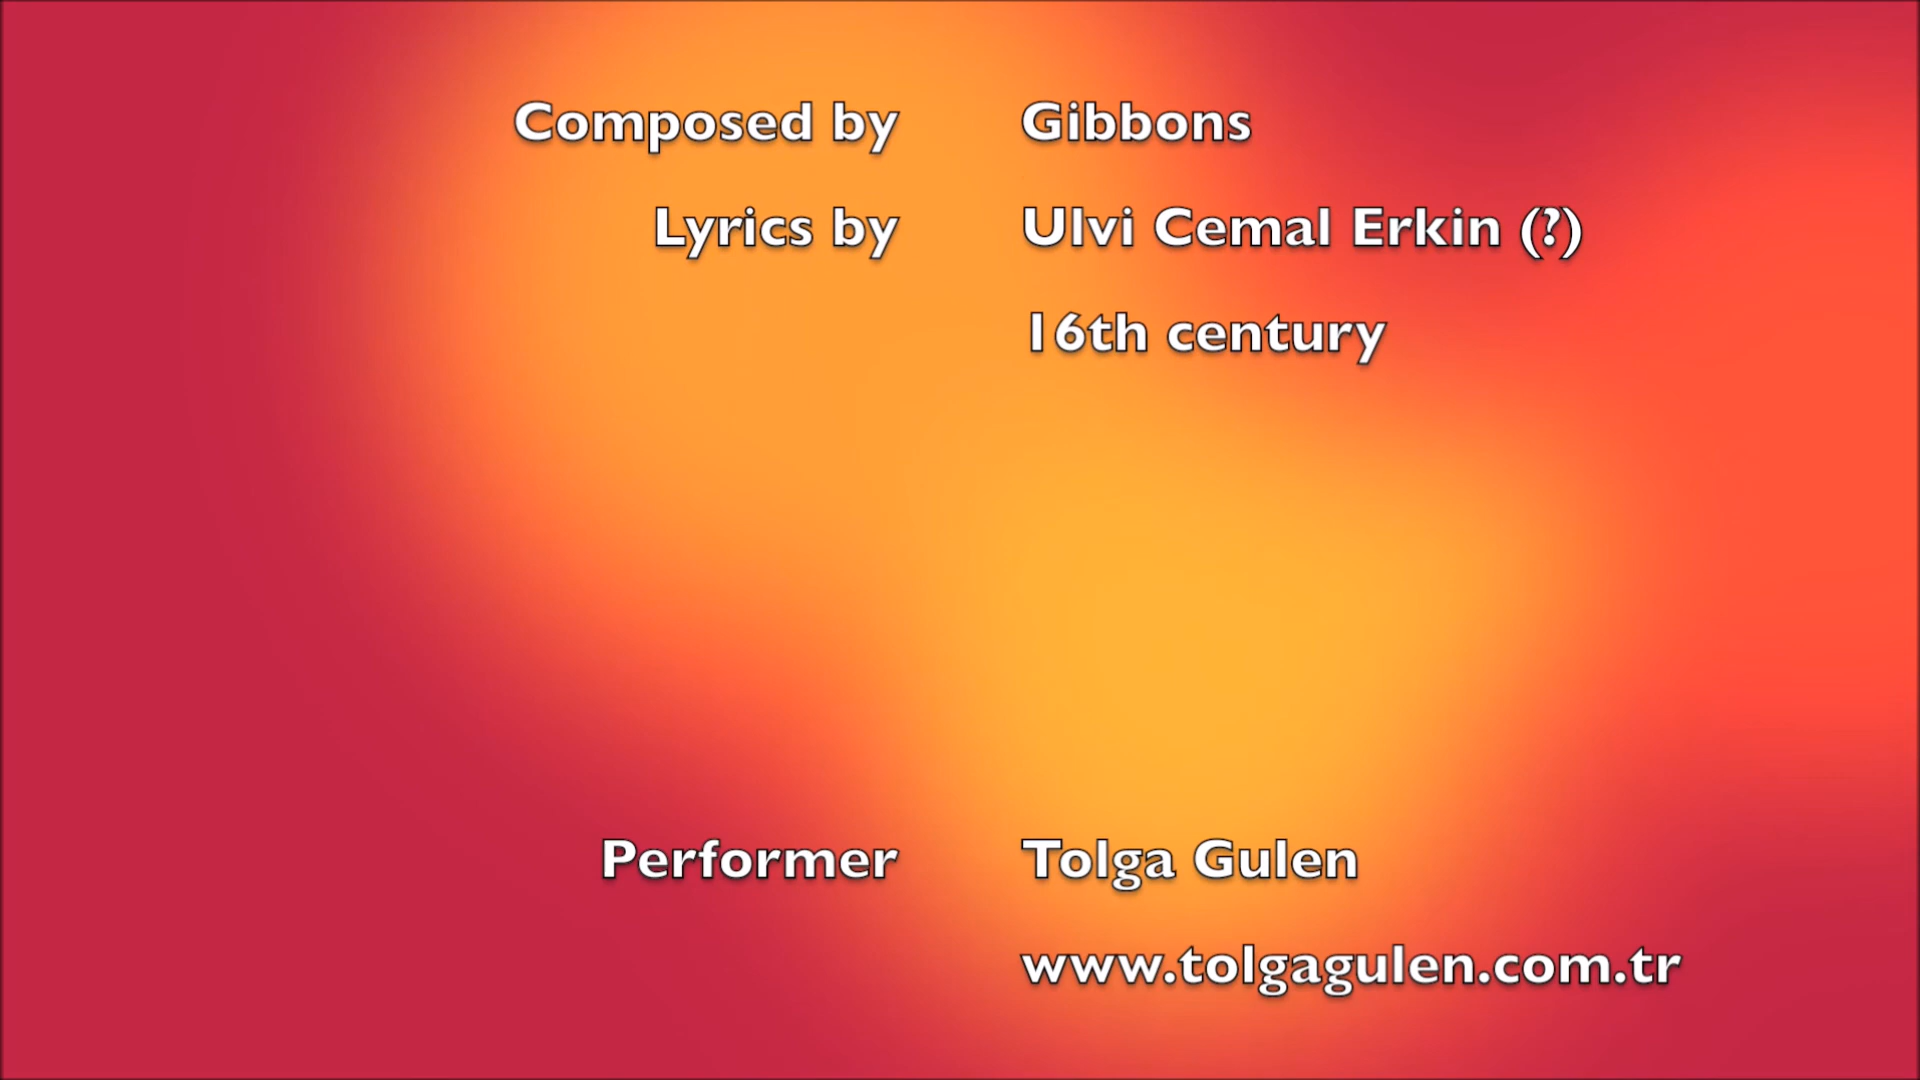 Composed by Gibbons
Lyrics by Ulvi Cemal Erkin (?)
16th century
Performer Tolga Gulen
www.tolgagulen.com.tr